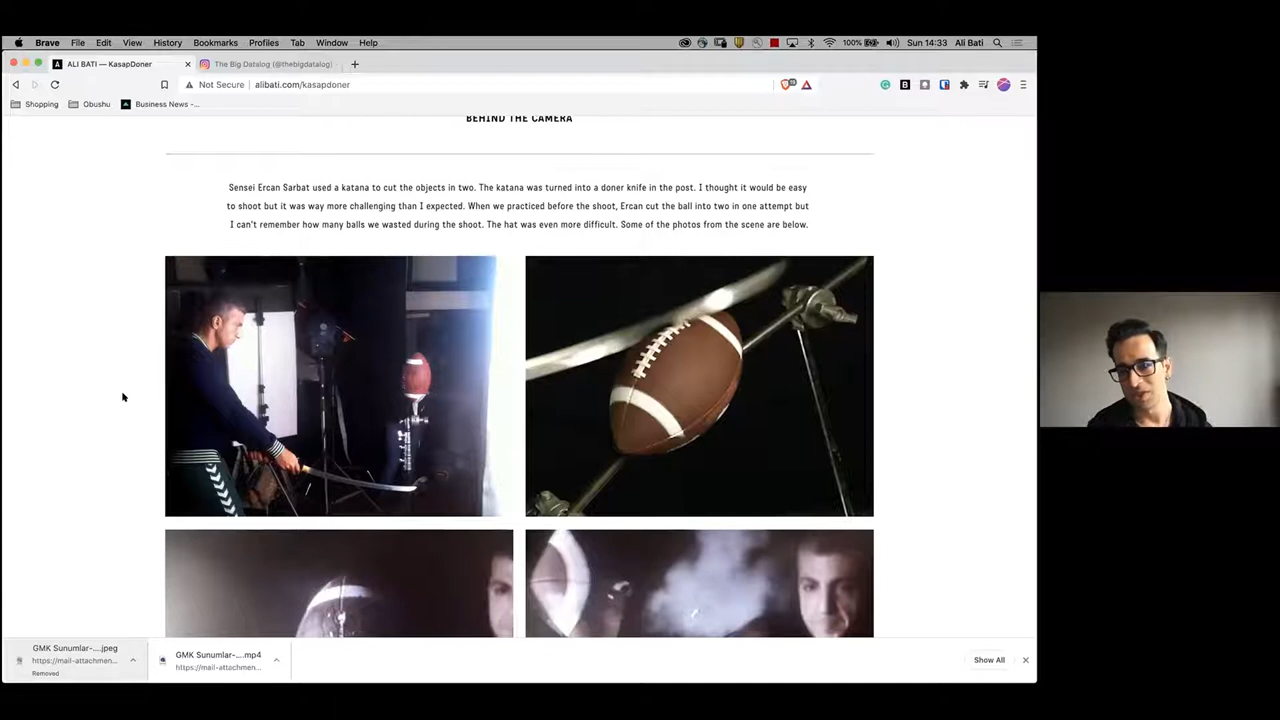 Brave File Edit View History Bookmarks Profiles Tab Window Help 100% Sun 14:33 Ali Bati
ALI BATI — KasapDoner The Big Datalog (@thebigdatalog)
Not Secure alibati.com/kasapdoner
Shopping Obushu Business News -...
BEHIND THE CAMERA
Sensei Ercan Sarbat used a katana to cut the objects in two. The katana was turned into a doner knife in the post. I thought it would be easy
to shoot but it was way more challenging than I expected. When we practiced before the shoot, Ercan cut the ball into two in one attempt but
I can't remember how many balls we wasted during the shoot. The hat was even more difficult. Some of the photos from the scene are below.
GMK Sunumlar-....jpeg
https://mail-attachmen...
Removed
GMK Sunumlar-....mp4
https://mail-attachmen...
Show All